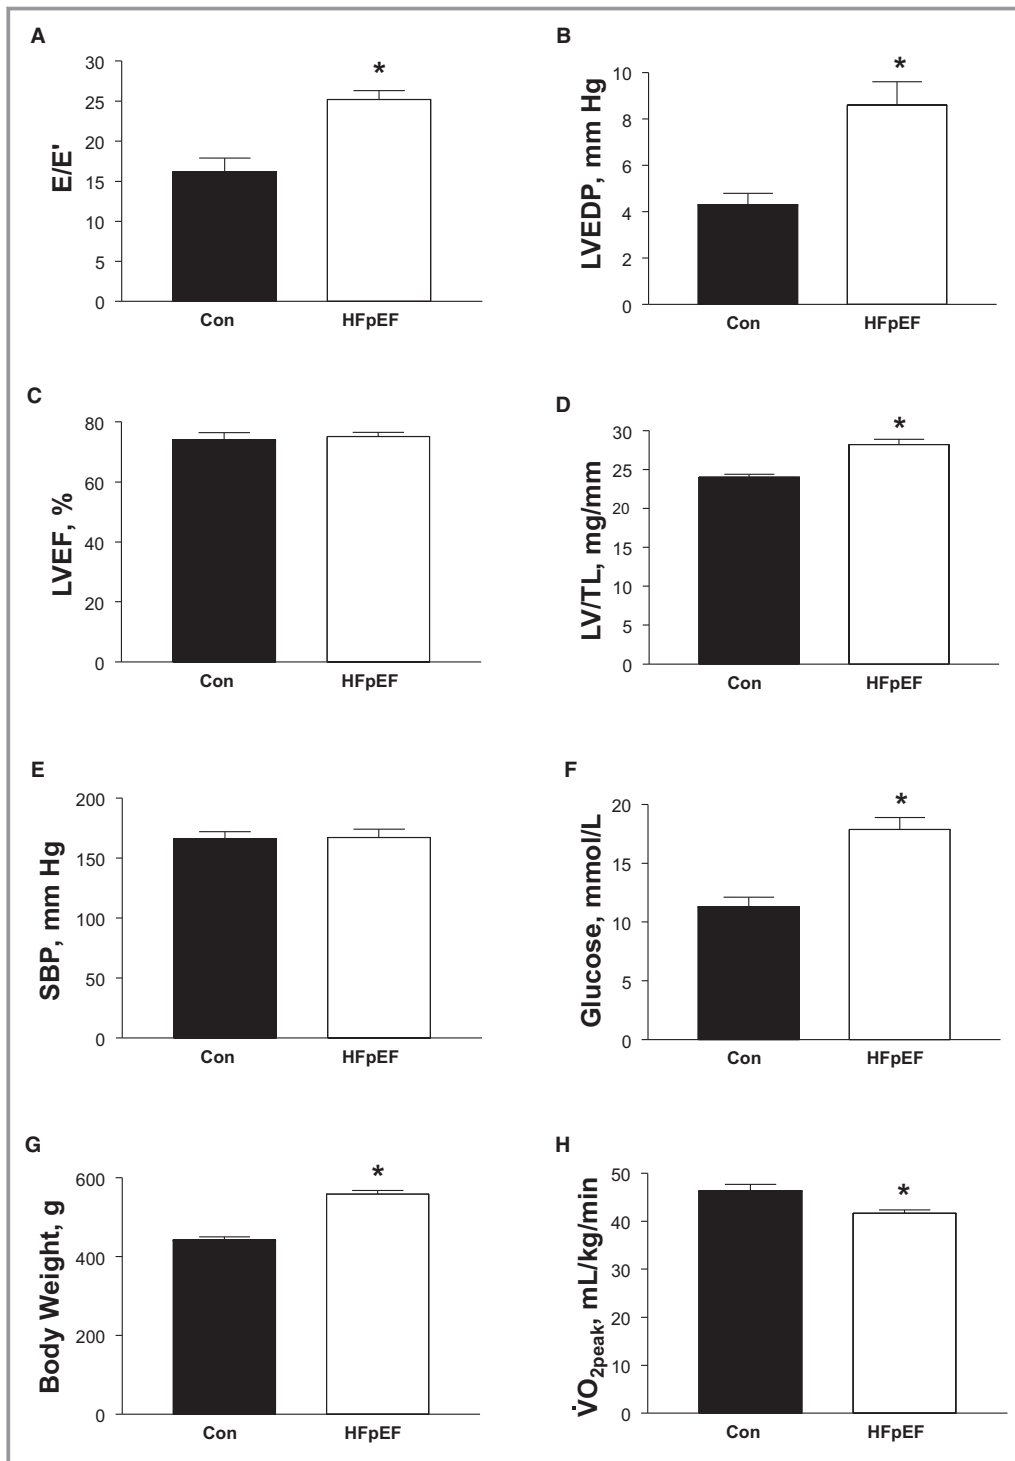 A
30
25
20
15
10
5
0
E/E'
*
Con
HFpEF
B
10
8
6
4
2
0
LVEDP, mm Hg
*
Con
HFpEF
C
80
60
40
20
0
LVEF, %
Con
HFpEF
D
30
25
20
15
10
5
0
LV/TL, mg/mm
*
Con
HFpEF
E
200
150
100
50
0
SBP, mm Hg
Con
HFpEF
F
20
15
10
5
0
Glucose, mmol/L
*
Con
HFpEF
G
600
400
200
0
Body Weight, g
*
Con
HFpEF
H
50
40
30
20
10
0
V̇O2peak, mL/kg/min
*
Con
HFpEF